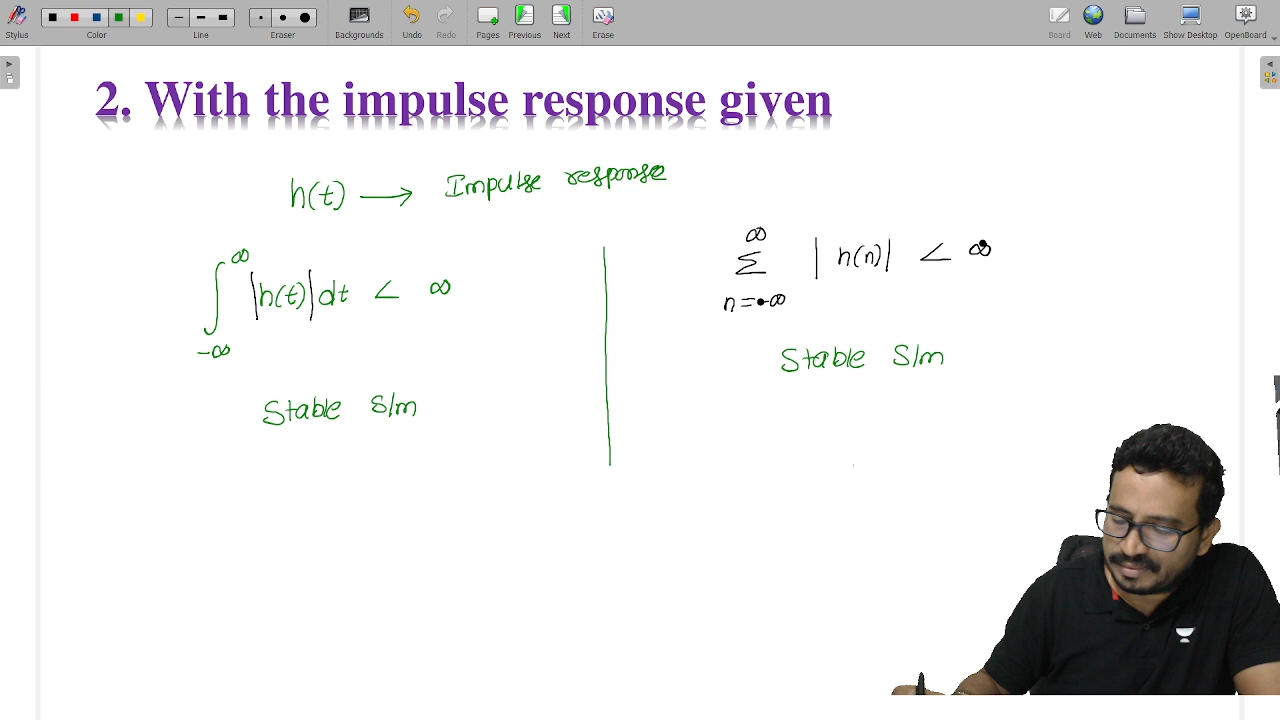 Stylus Color Line Eraser Backgrounds Undo Redo Pages Previous Next Erase Board Web Documents Show Desktop OpenBoard
2. With the impulse response given
h(t) → Impulse response
∫_{-∞}^{∞} |h(t)| dt < ∞
Stable S/m
∑_{n=-∞}^{∞} |h(n)| < ∞
Stable S/m